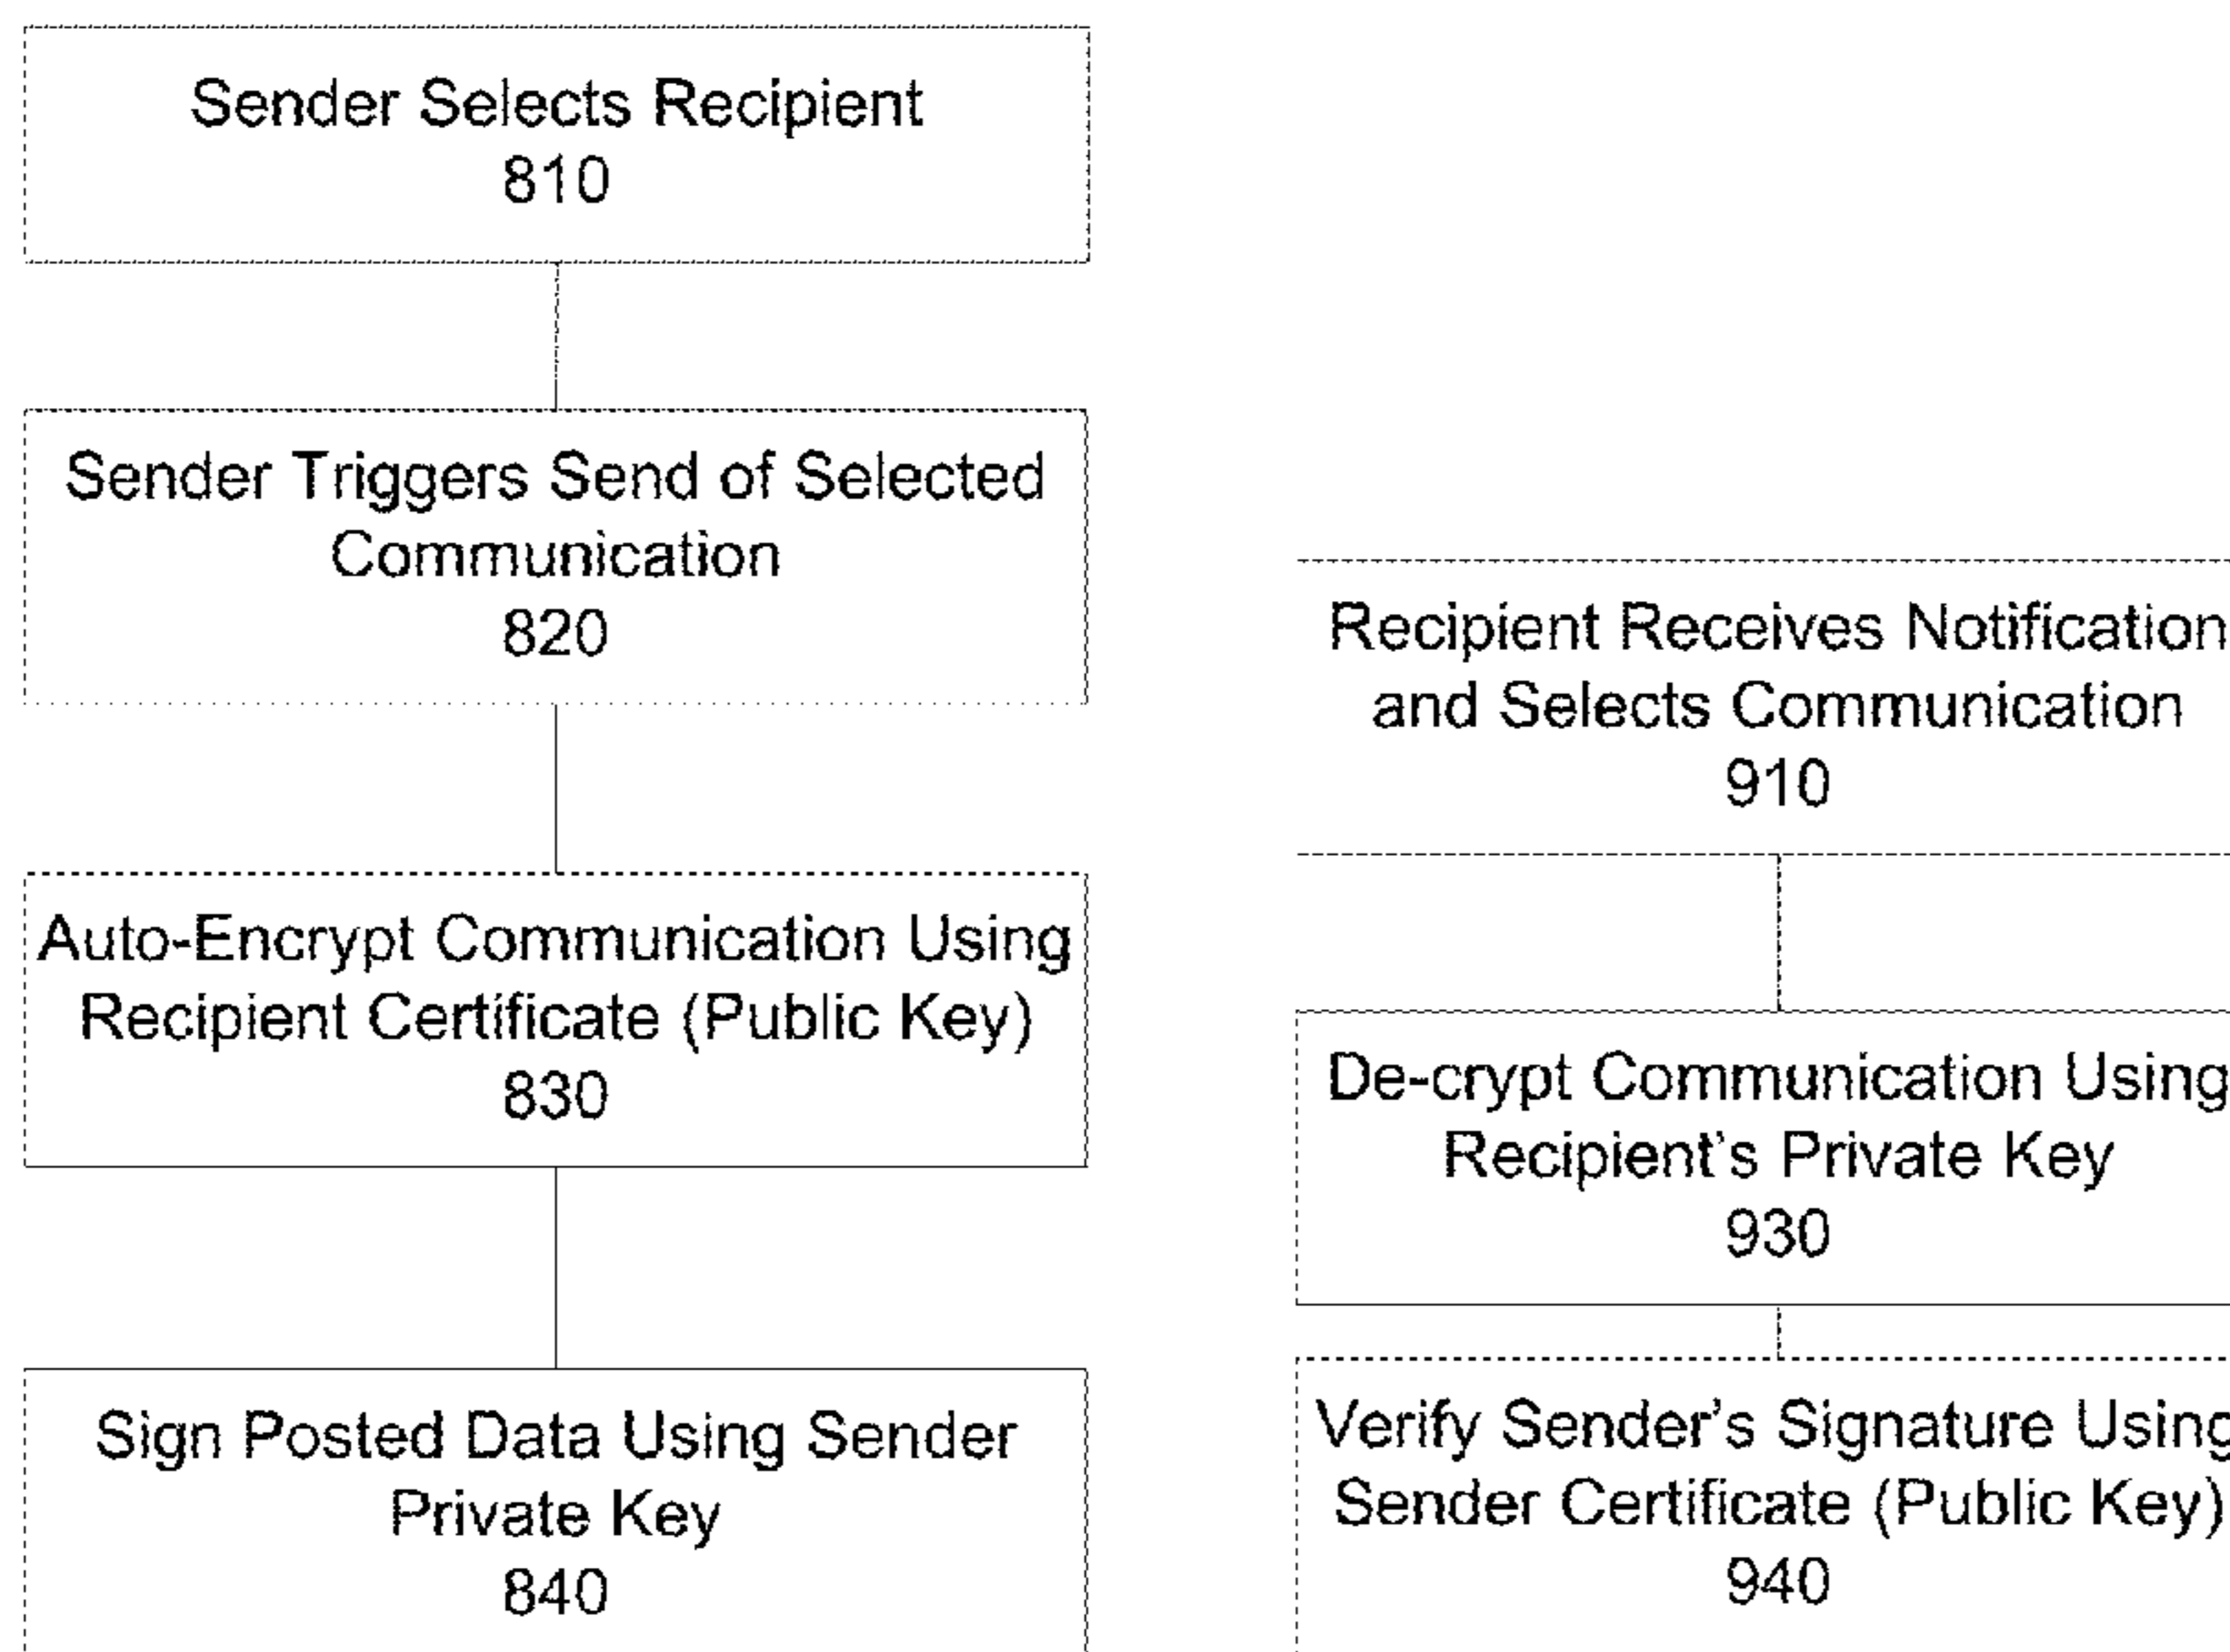 Sender Selects Recipient
810
Sender Triggers Send of Selected
Communication
820
Auto-Encrypt Communication Using
Recipient Certificate (Public Key)
830
Sign Posted Data Using Sender
Private Key
840
Recipient Receives Notification
and Selects Communication
910
De-crypt Communication Using
Recipient's Private Key
930
Verify Sender's Signature Using
Sender Certificate (Public Key)
940